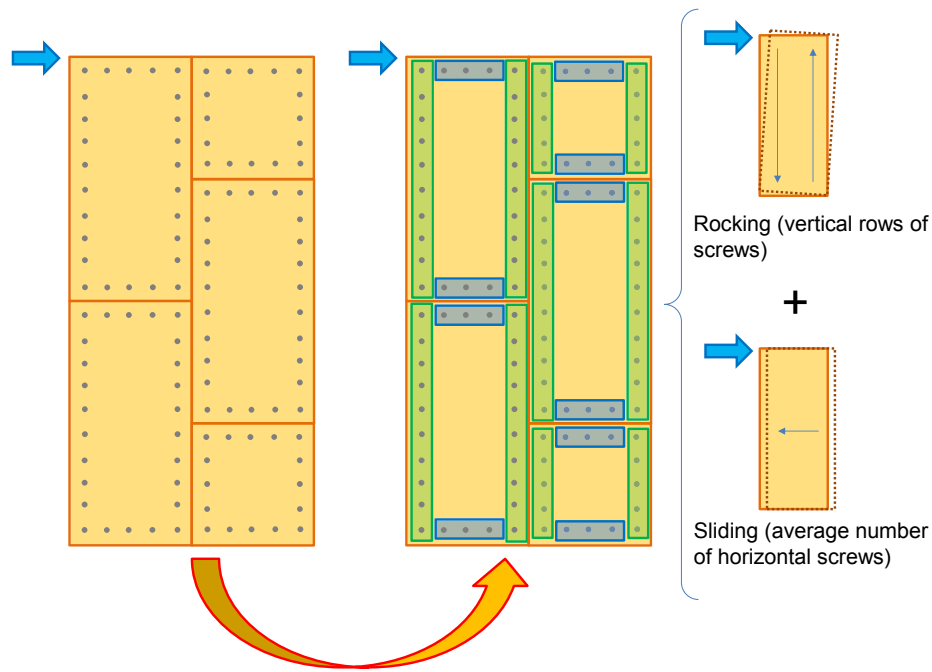 Rocking (vertical rows of
screws)
+
Sliding (average number
of horizontal screws)